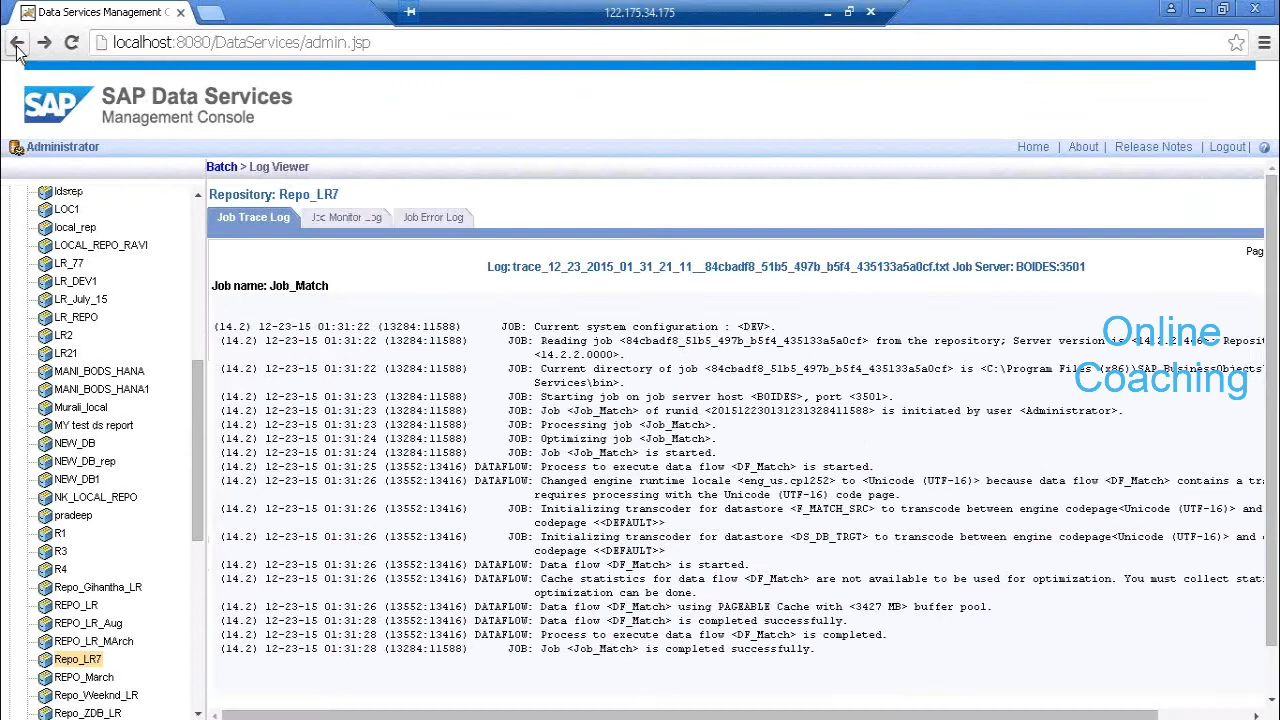 Data Services Management C
122.175.34.175
localhost:8080/DataServices/admin.jsp
SAP SAP Data Services
Management Console
Administrator
Home | About | Release Notes | Logout |
Batch > Log Viewer
Repository: Repo_LR7
Job Trace Log
Job Monitor Log
Job Error Log
Pag
Log: trace_12_23_2015_01_31_21_11__84cbadf8_51b5_497b_b5f4_435133a5a0cf.txt Job Server: BOIDES:3501
Job name: Job_Match
(14.2) 12-23-15 01:31:22 (13284:11588) JOB: Current system configuration : <DEV>.
(14.2) 12-23-15 01:31:22 (13284:11588) JOB: Reading job <84cbadf8_51b5_497b_b5f4_435133a5a0cf> from the repository; Server version is Reposit
<14.2.2.0000>.
(14.2) 12-23-15 01:31:22 (13284:11588) JOB: Current directory of job <84cbadf8_51b5_497b_b5f4_435133a5a0cf> is <C:\Program Files (x86)\SAP BusinessObjects
Services\bin>.
(14.2) 12-23-15 01:31:23 (13284:11588) JOB: Starting job on job server host <BOIDES>, port <3501>.
(14.2) 12-23-15 01:31:23 (13284:11588) JOB: Job <Job_Match> of runid <201512230131231328411588> is initiated by user <Administrator>.
(14.2) 12-23-15 01:31:23 (13284:11588) JOB: Processing job <Job_Match>.
(14.2) 12-23-15 01:31:24 (13284:11588) JOB: Optimizing job <Job_Match>.
(14.2) 12-23-15 01:31:24 (13284:11588) JOB: Job <Job_Match> is started.
(14.2) 12-23-15 01:31:25 (13552:13416) DATAFLOW: Process to execute data flow <DF_Match> is started.
(14.2) 12-23-15 01:31:26 (13552:13416) DATAFLOW: Changed engine runtime locale <eng_us.cp1252> to <Unicode (UTF-16)> because data flow <DF_Match> contains a tra
requires processing with the Unicode (UTF-16) code page.
(14.2) 12-23-15 01:31:26 (13552:13416) JOB: Initializing transcoder for datastore <F_MATCH_SRC> to transcode between engine codepage<Unicode (UTF-16)> and
codepage <<DEFAULT>>
(14.2) 12-23-15 01:31:26 (13552:13416) JOB: Initializing transcoder for datastore <DS_DB_TRGT> to transcode between engine codepage<Unicode (UTF-16)> and
codepage <<DEFAULT>>
(14.2) 12-23-15 01:31:26 (13552:13416) DATAFLOW: Data flow <DF_Match> is started.
(14.2) 12-23-15 01:31:26 (13552:13416) DATAFLOW: Cache statistics for data flow <DF_Match> are not available to be used for optimization. You must collect stat
optimization can be done.
(14.2) 12-23-15 01:31:26 (13552:13416) DATAFLOW: Data flow <DF_Match> using PAGEABLE Cache with <3427 MB> buffer pool.
(14.2) 12-23-15 01:31:28 (13552:13416) DATAFLOW: Data flow <DF_Match> is completed successfully.
(14.2) 12-23-15 01:31:28 (13552:13416) DATAFLOW: Process to execute data flow <DF_Match> is completed.
(14.2) 12-23-15 01:31:28 (13284:11588) JOB: Job <Job_Match> is completed successfully.
Online
Coaching
ldsrep
LOC1
local_rep
LOCAL_REPO_RAVI
LR_77
LR_DEV1
LR_July_15
LR_REPO
LR2
LR21
MANI_BODS_HANA
MANI_BODS_HANA1
Murali_local
MY test ds report
NEW_DB
NEW_DB_rep
NEW_DB1
NK_LOCAL_REPO
pradeep
R1
R3
R4
Repo_Gihantha_LR
REPO_LR
REPO_LR_Aug
REPO_LR_MArch
Repo_LR7
REPO_March
Repo_Weeknd_LR
Repo_ZDB_LR